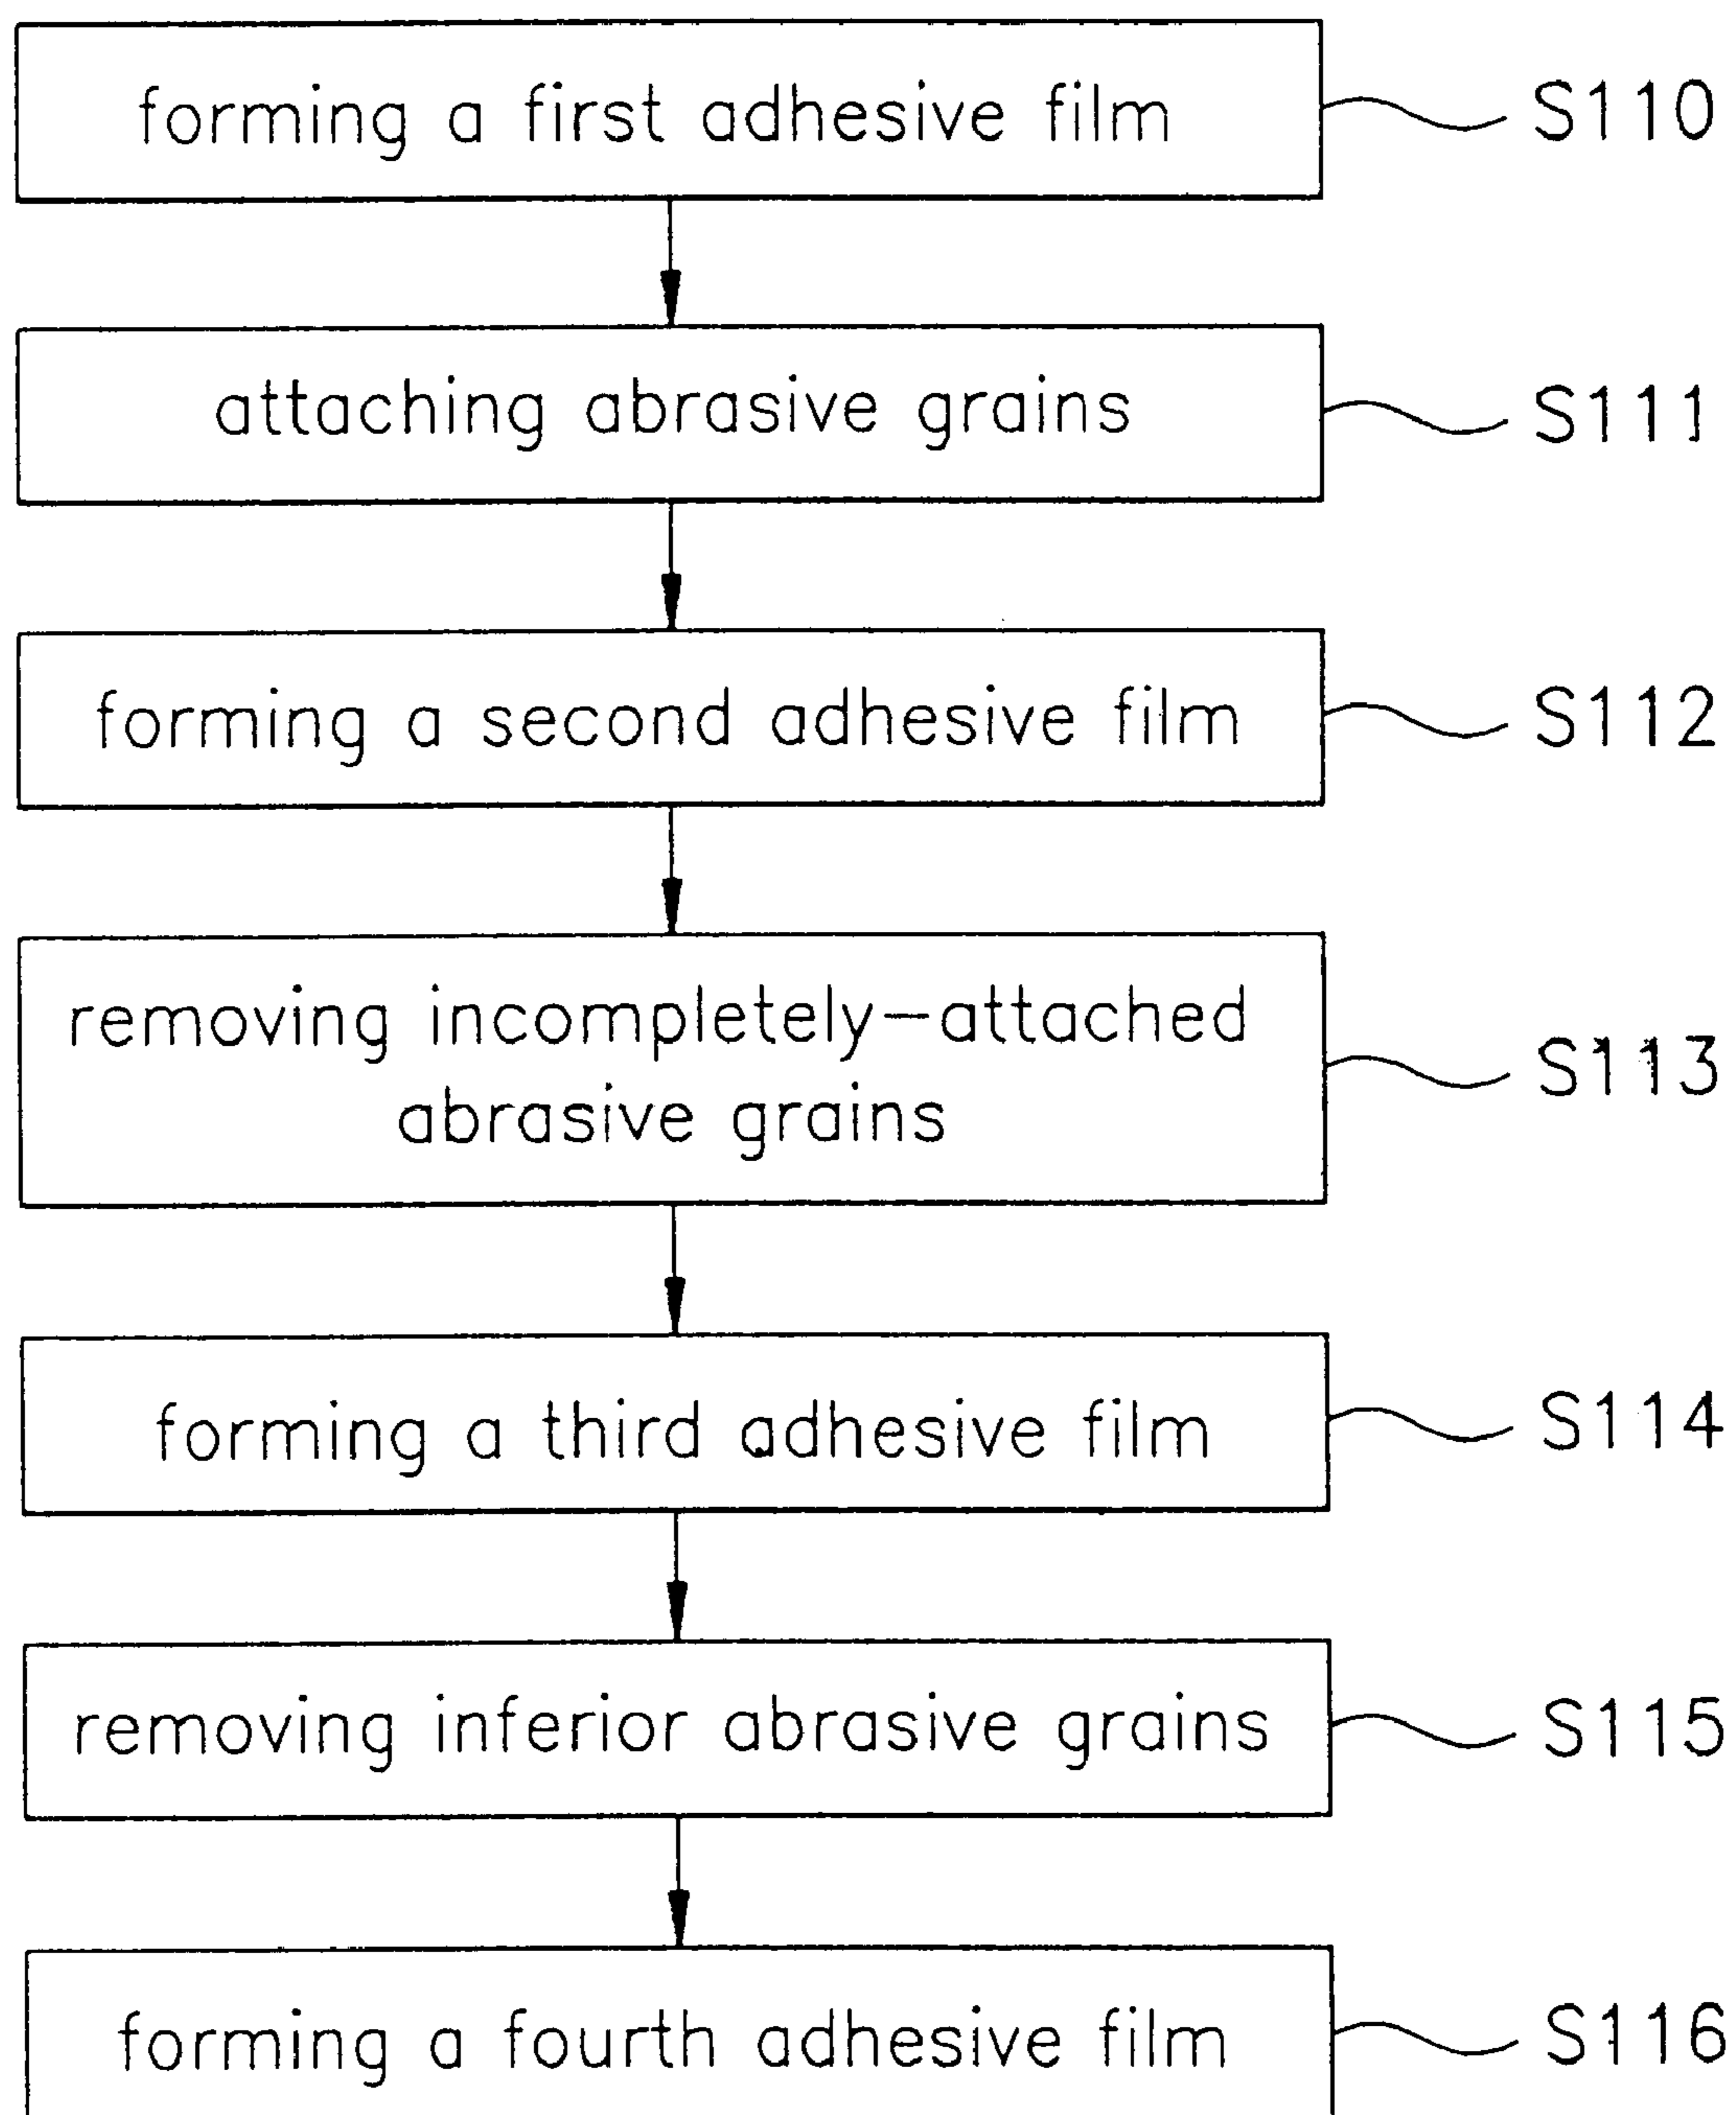 forming a first adhesive film S110
attaching abrasive grains S111
forming a second adhesive film S112
removing incompletely-attached
abrasive grains
S113
forming a third adhesive film S114
removing inferior abrasive grains S115
forming a fourth adhesive film S116